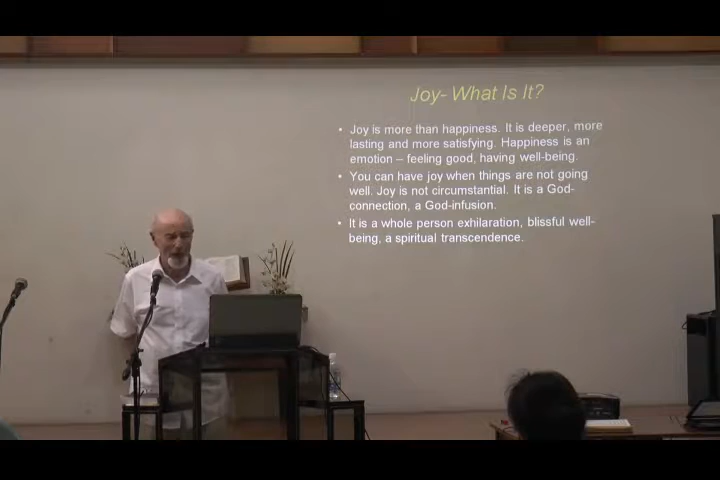 Joy- What Is It?
• Joy is more than happiness. It is deeper, more
lasting and more satisfying. Happiness is an
emotion – feeling good, having well-being.
• You can have joy when things are not going
well. Joy is not circumstantial. It is a God-
connection, a God-infusion.
• It is a whole person exhilaration, blissful well-
being, a spiritual transcendence.